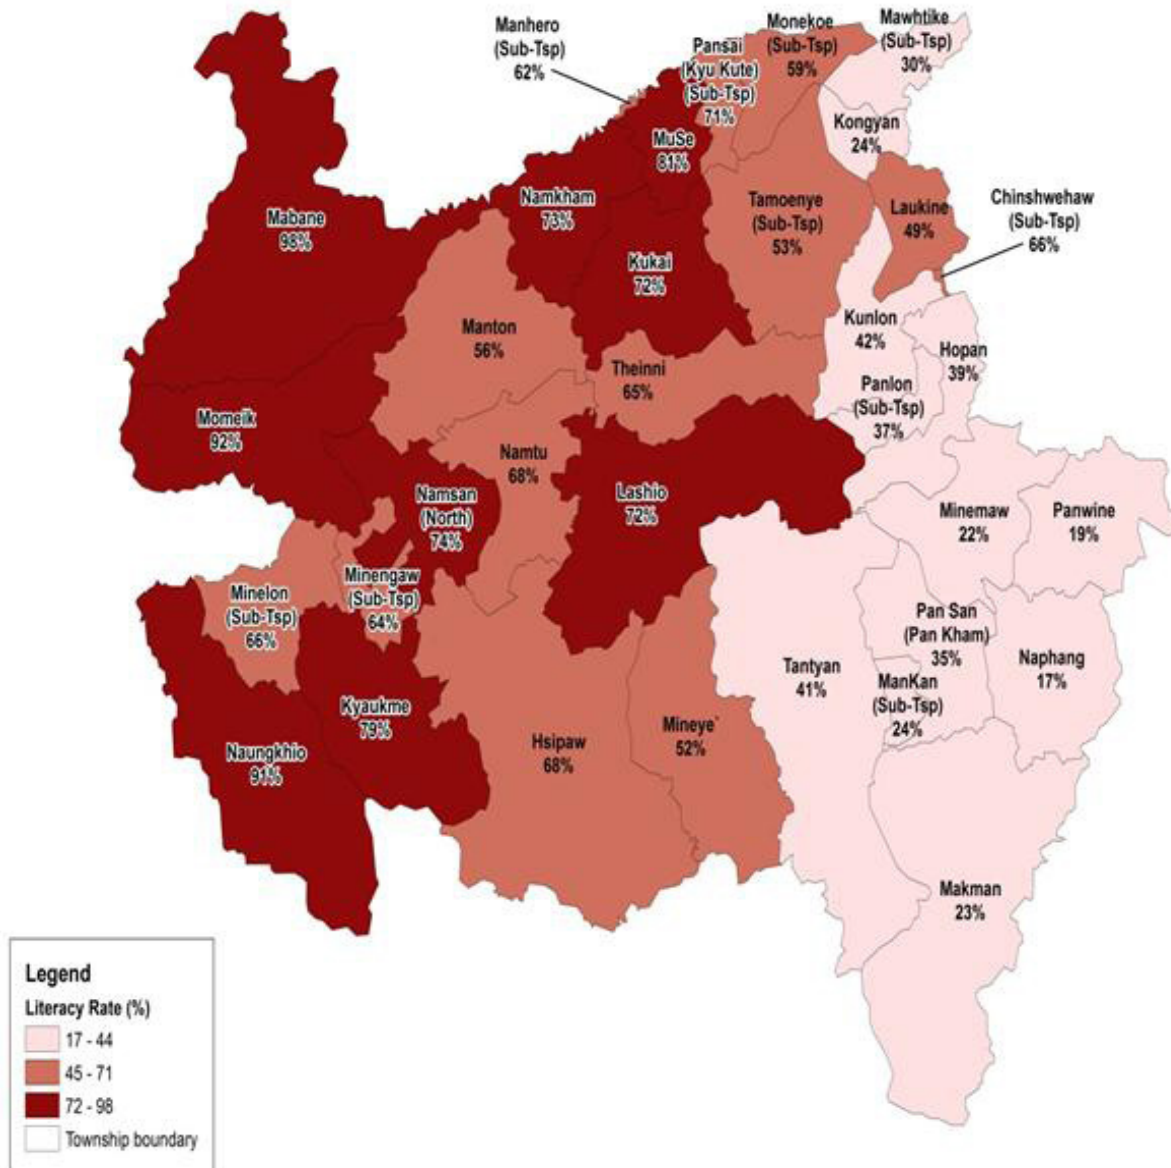 Manhero
(Sub-Tsp)
62%
Pansai
(Kyu Kute)
(Sub-Tsp)
71%
Monekoe
(Sub-Tsp)
59%
Mawhtike
(Sub-Tsp)
30%
Kongyan
24%
MuSe
81%
Namkham
73%
Mabane
98%
Tamoenye
(Sub-Tsp)
53%
Laukine
49%
Chinshwehaw
(Sub-Tsp)
66%
Kukai
72%
Manton
56%
Kunlon
42%
Hopan
39%
Theinni
65%
Panlon
(Sub-Tsp)
37%
Momeik
92%
Namtu
68%
Namsan
(North)
74%
Lashio
72%
Minemaw
22%
Panwine
19%
Minelon
(Sub-Tsp)
66%
Minengaw
(Sub-Tsp)
64%
Pan San
(Pan Kham)
35%
Naphang
17%
Tantyan
41%
ManKan
(Sub-Tsp)
24%
Kyaukme
79%
Naungkhio
91%
Hsipaw
68%
Mineye`
52%
Makman
23%
Legend
Literacy Rate (%)
17 - 44
45 - 71
72 - 98
Township boundary